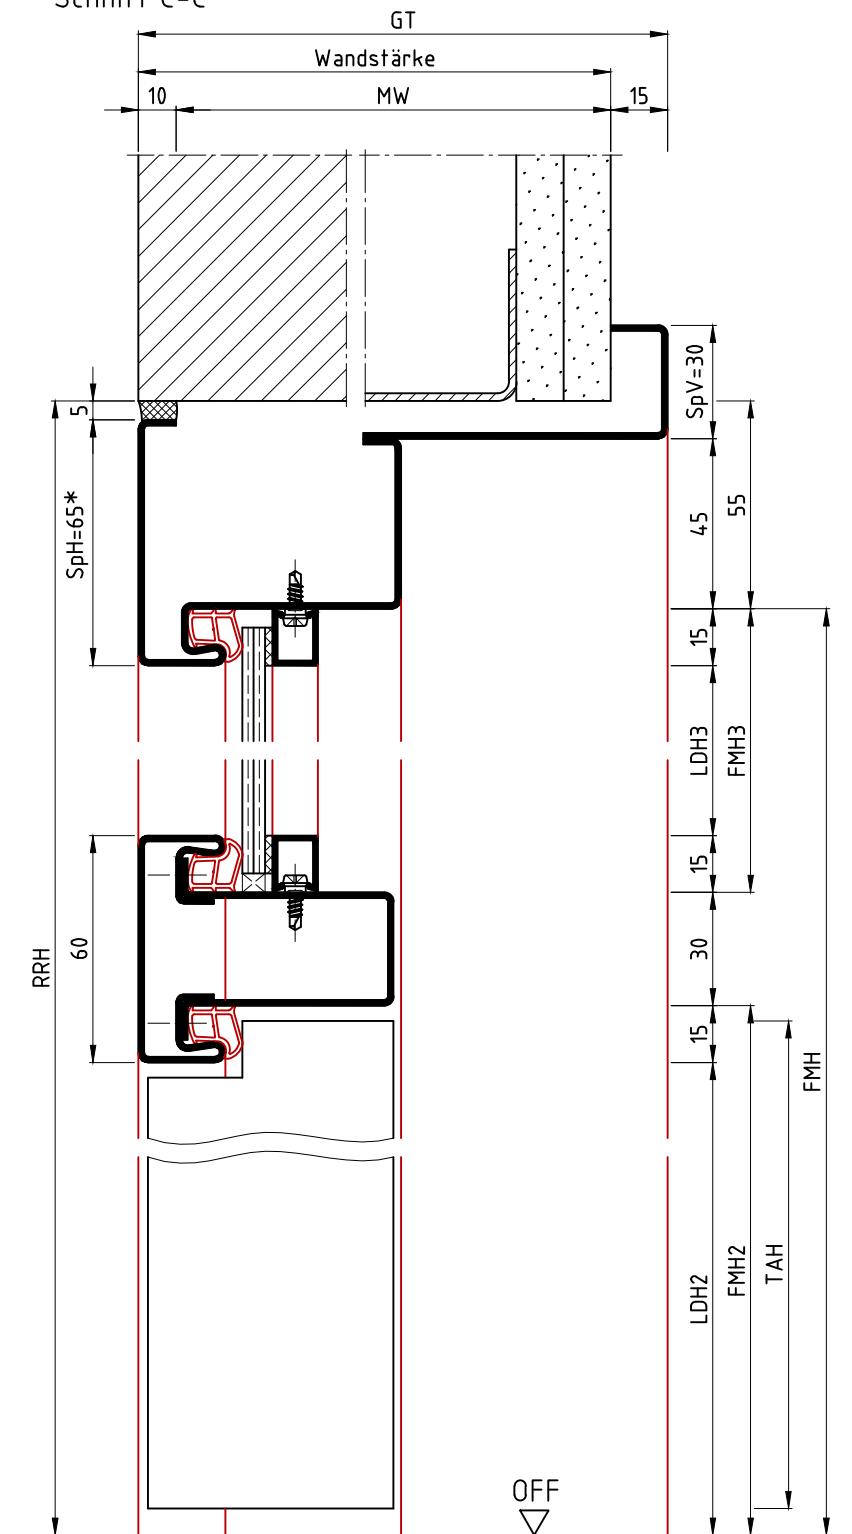 GT
Wandstärke
10
MW
15
SpV=30
5
SpH=65*
45
55
15
LDH3
FMH3
15
60
30
RRH
15
FMH
TAH
FMH2
LDH2
OFF